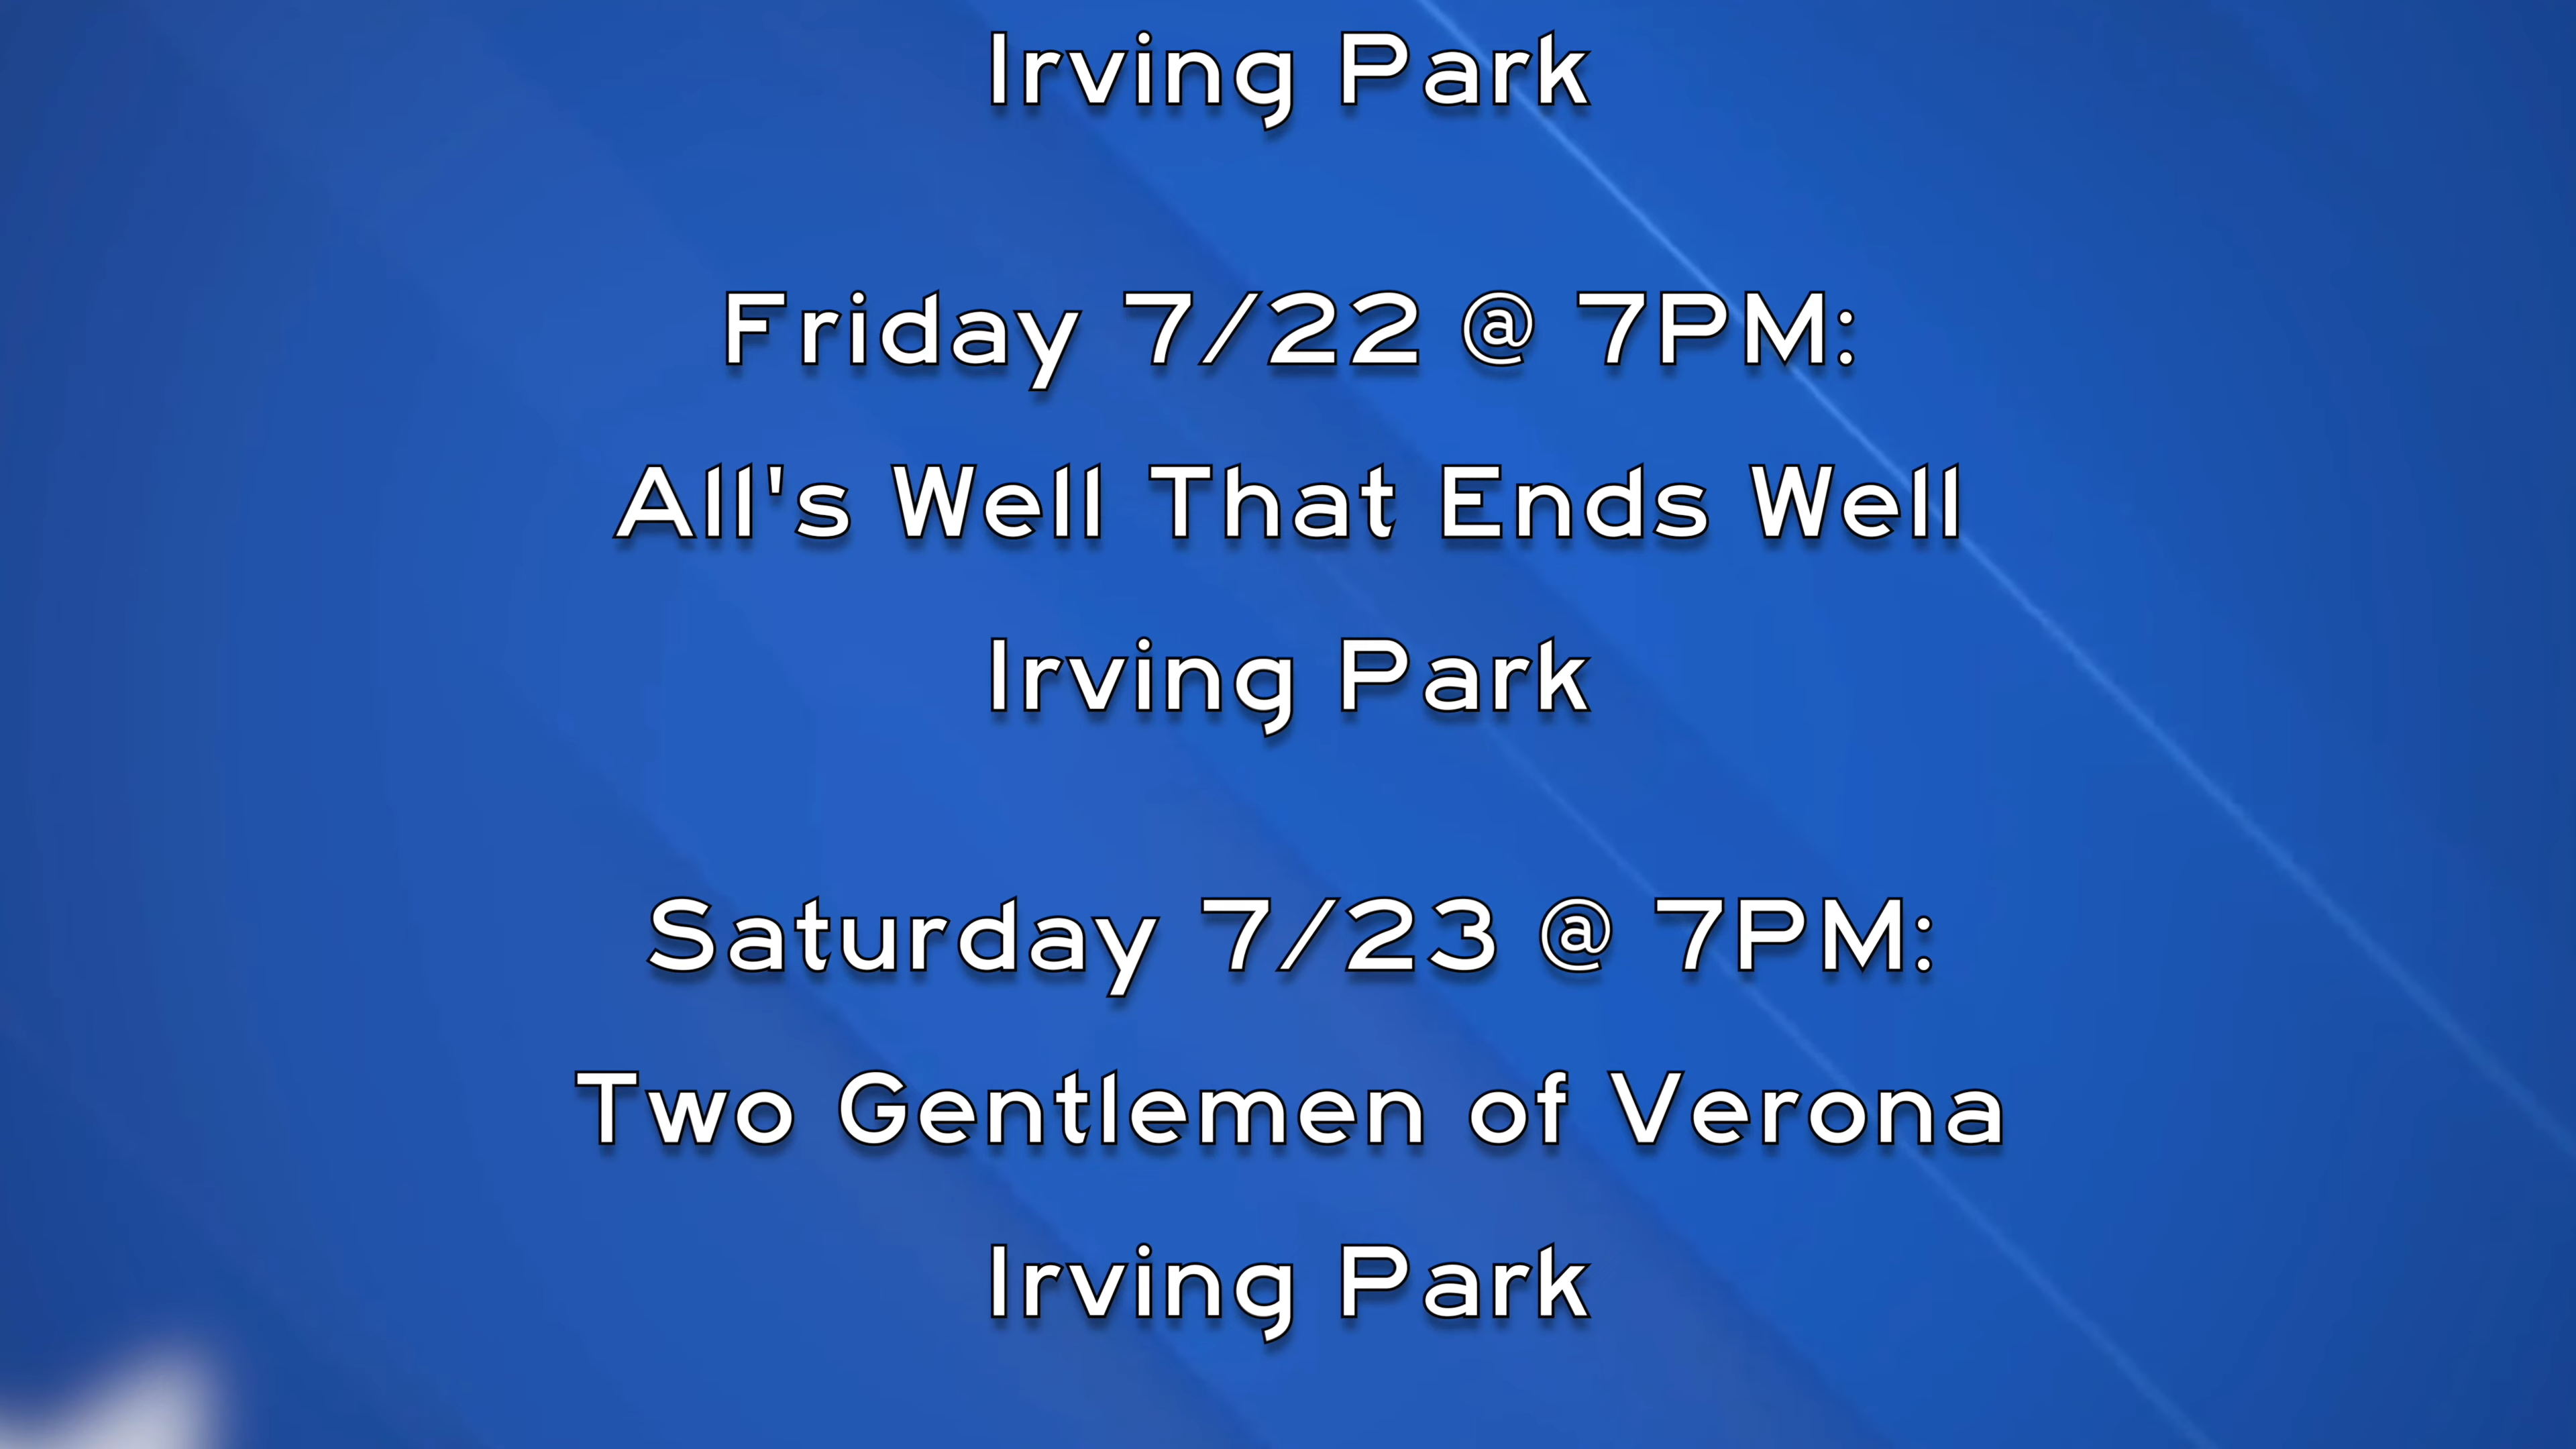 Irving Park
Friday 7/22 @ 7PM:
All's Well That Ends Well
Irving Park
Saturday 7/23 @ 7PM:
Two Gentlemen of Verona
Irving Park